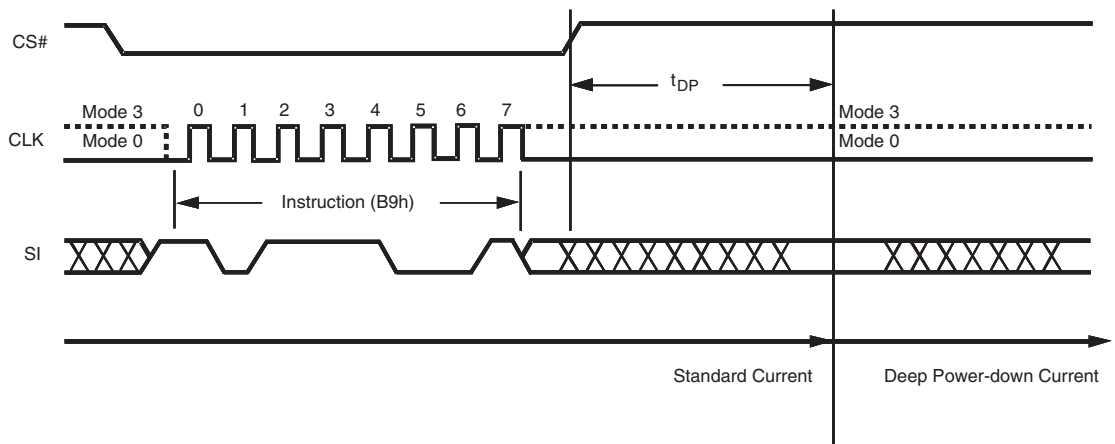 CS#
t_DP
Mode 3 0 1 2 3 4 5 6 7 Mode 3
CLK
Mode 0 Mode 0
Instruction (B9h)
SI
Standard Current Deep Power-down Current